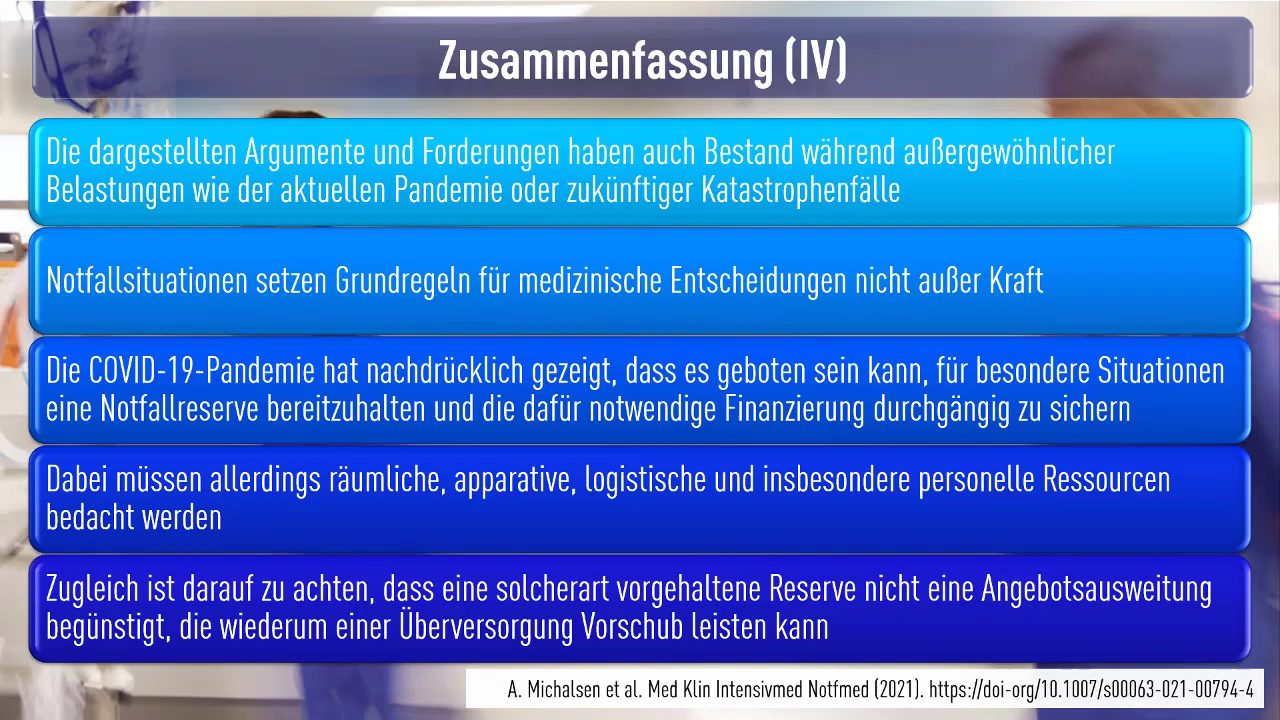 Zusammenfassung (IV)
Die dargestellten Argumente und Forderungen haben auch Bestand während außergewöhnlicher
Belastungen wie der aktuellen Pandemie oder zukünftiger Katastrophenfälle
Notfallsituationen setzen Grundregeln für medizinische Entscheidungen nicht außer Kraft
Die COVID-19-Pandemie hat nachdrücklich gezeigt, dass es geboten sein kann, für besondere Situationen
eine Notfallreserve bereitzuhalten und die dafür notwendige Finanzierung durchgängig zu sichern
Dabei müssen allerdings räumliche, apparative, logistische und insbesondere personelle Ressourcen
bedacht werden
Zugleich ist darauf zu achten, dass eine solcherart vorgehaltene Reserve nicht eine Angebotsausweitung
begünstigt, die wiederum einer Überversorgung Vorschub leisten kann
A. Michalsen et al. Med Klin Intensivmed Notfmed (2021). https://doi-org/10.1007/s00063-021-00794-4